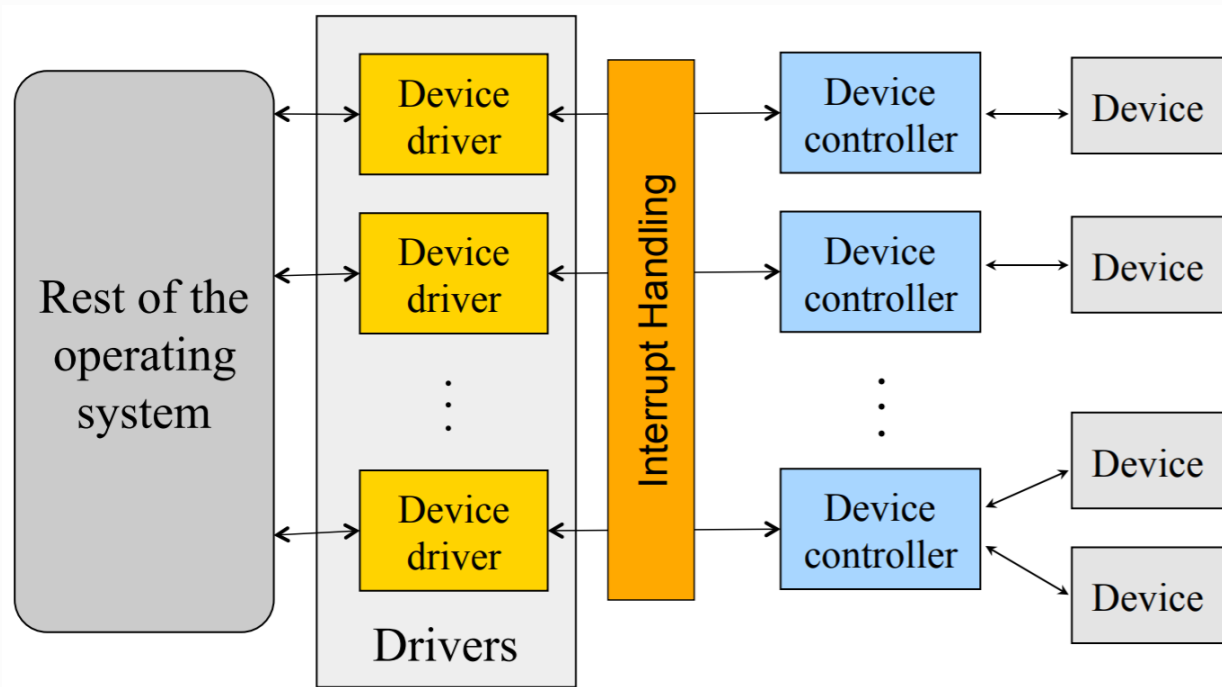 Rest of the
operating
system
Device
driver
Device
driver
Device
driver
Drivers
Interrupt Handling
Device
controller
Device
controller
Device
controller
Device
Device
Device
Device